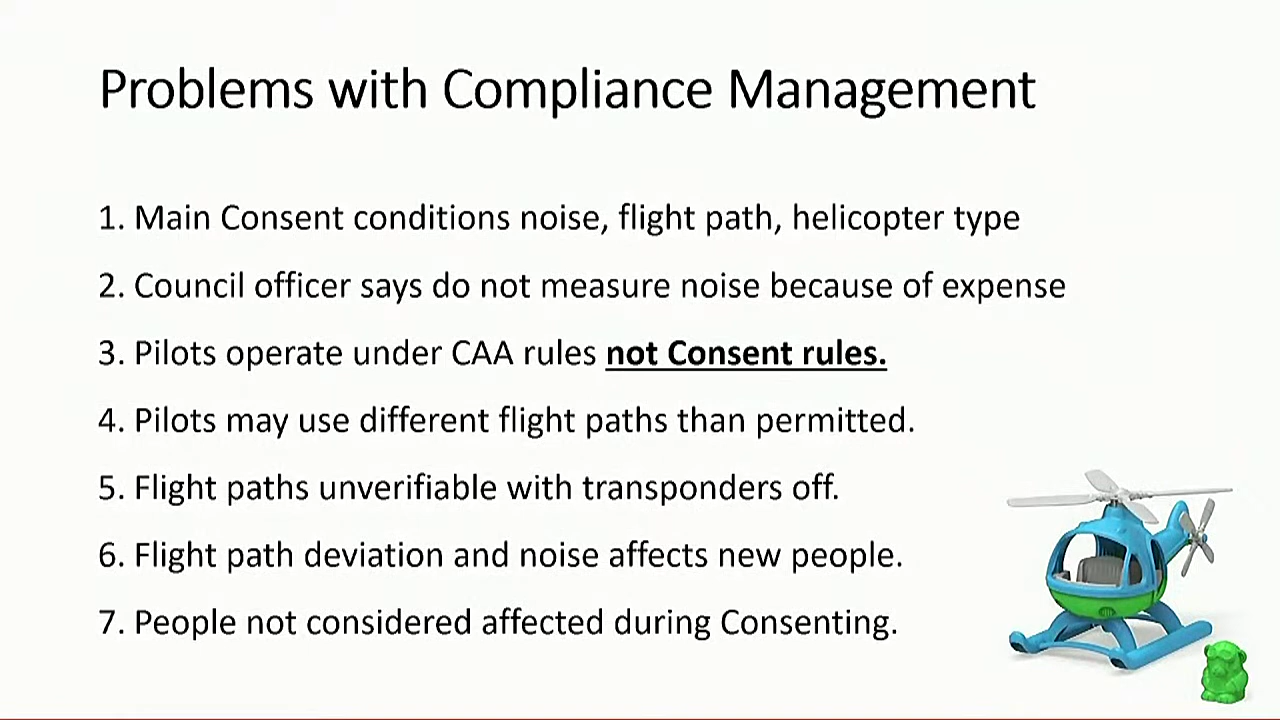 Problems with Compliance Management
1. Main Consent conditions noise, flight path, helicopter type
2. Council officer says do not measure noise because of expense
3. Pilots operate under CAA rules not Consent rules.
4. Pilots may use different flight paths than permitted.
5. Flight paths unverifiable with transponders off.
6. Flight path deviation and noise affects new people.
7. People not considered affected during Consenting.